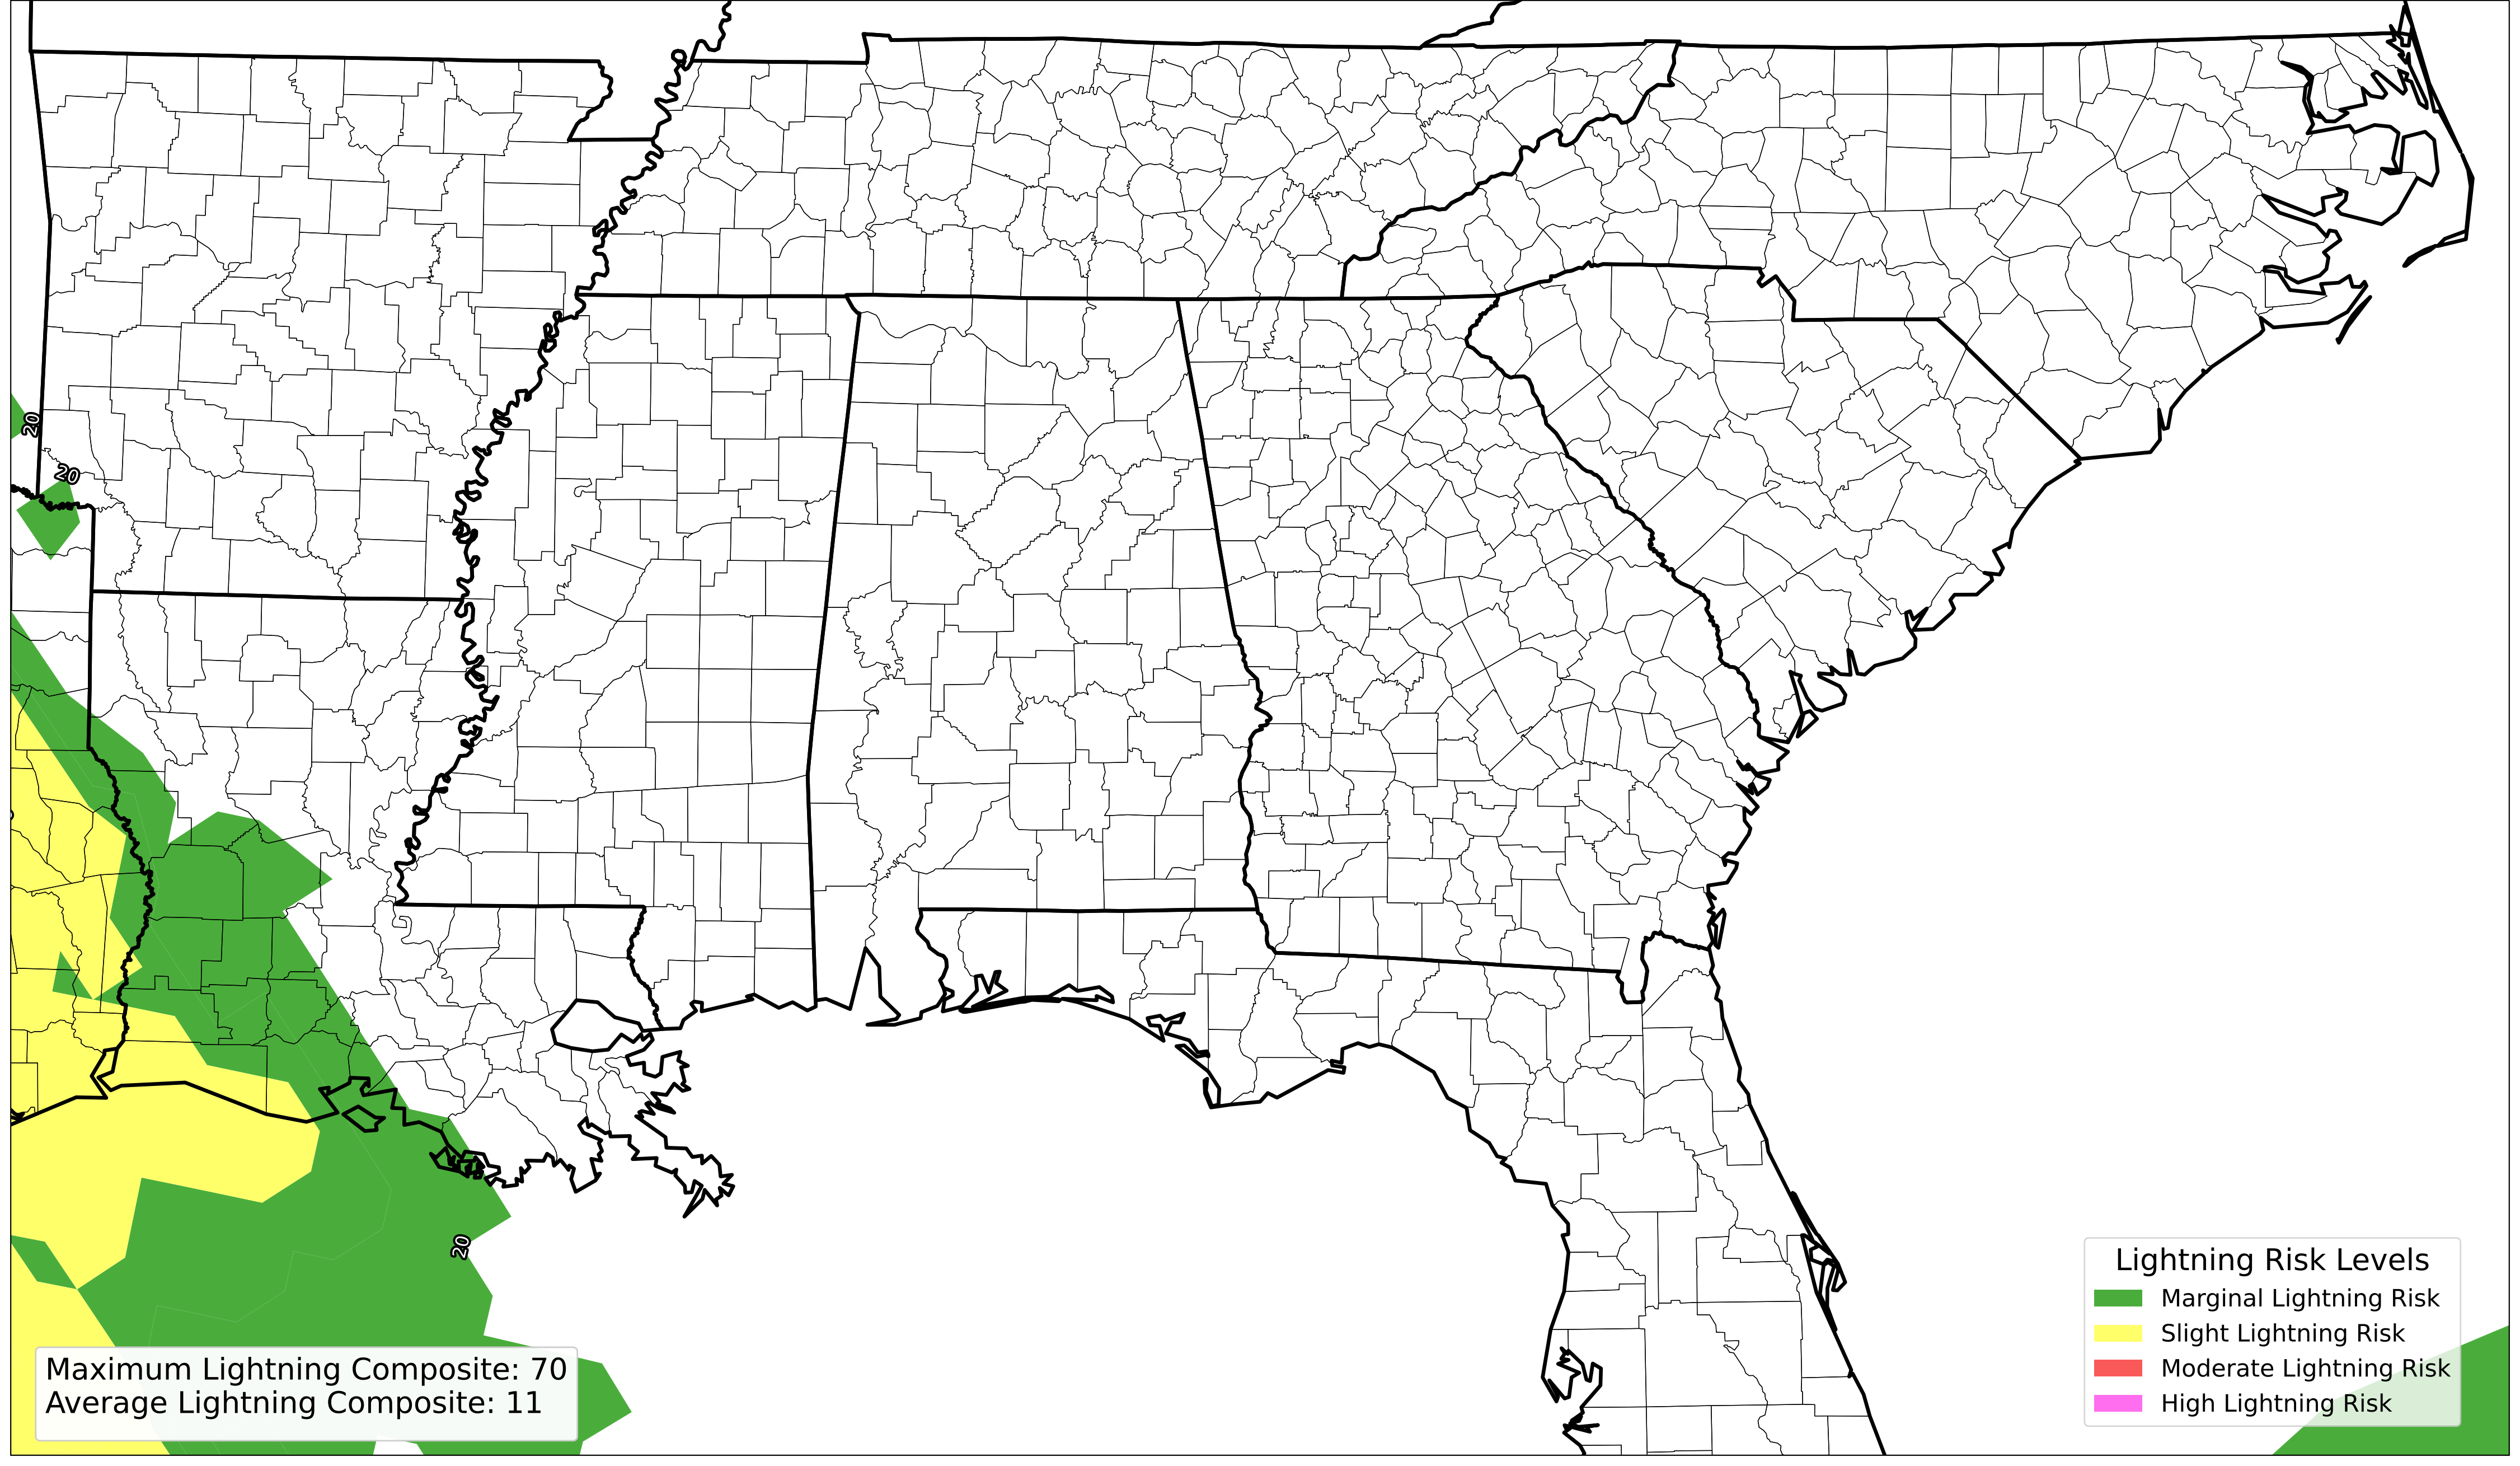 20
20
20
Lightning Risk Levels
Marginal Lightning Risk
Slight Lightning Risk
Moderate Lightning Risk
High Lightning Risk
Maximum Lightning Composite: 70
Average Lightning Composite: 11